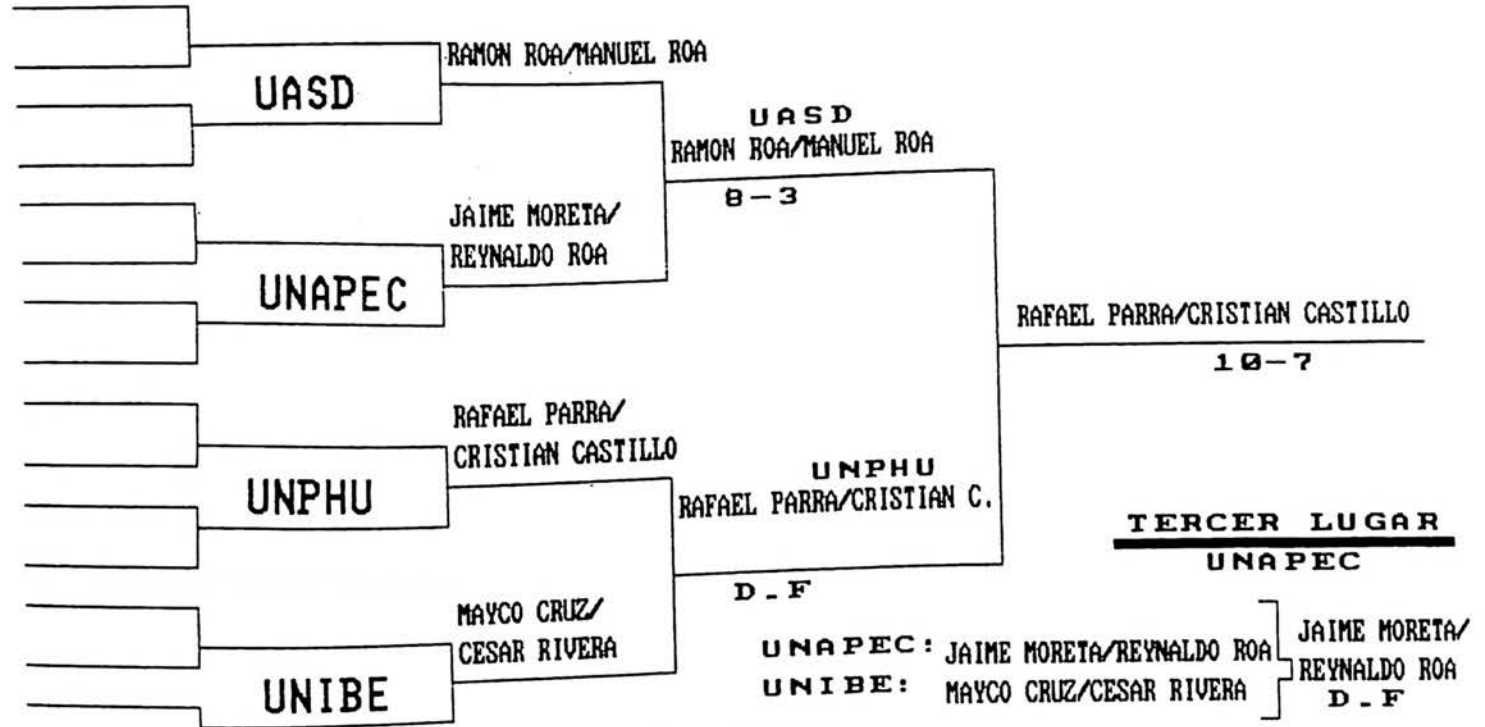 RAMON ROA/MANUEL ROA
UASD
UASD
RAMON ROA/MANUEL ROA
8-3
JAIME MORETA/
REYNALDO ROA
UNAPEC
RAFAEL PARRA/CRISTIAN CASTILLO
10-7
RAFAEL PARRA/
CRISTIAN CASTILLO
UNPHU
UNPHU
RAFAEL PARRA/CRISTIAN C.
D-F
MAYCO CRUZ/
CESAR RIVERA
UNIBE
TERCER LUGAR
UNAPEC
UNAPEC: JAIME MORETA/REYNALDO ROA
UNIBE: MAYCO CRUZ/CESAR RIVERA
JAIME MORETA/
REYNALDO ROA
D-F